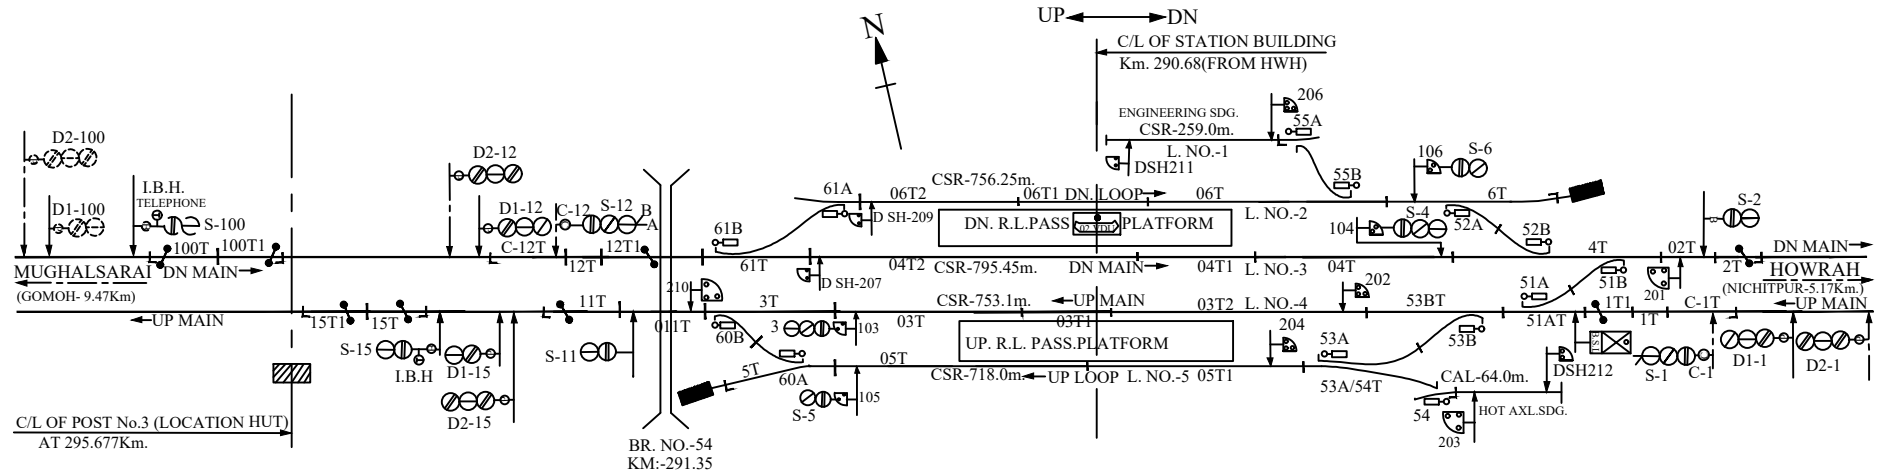 N
UP DN
C/L OF STATION BUILDING
Km. 290.68(FROM HWH)
D2-100
D1-100
I.B.H.
TELEPHONE
S-100
100T
100T1
D2-12
D1-12
C-12
S-12
B
A
C-12T
12T
12T1
61A
61B
61T
06T2
CSR-756.25m.
06T1
DN. LOOP
06T
L. NO.-2
D SH-209
DN. R.L.PASS PLATFORM
02 VDU
ENGINEERING SDG.
CSR-259.0m.
L. NO.-1
DSH211
206
55A
55B
106
S-6
6T
104
S-4
52A
52B
S-2
B
MUGHALSARAI
DN MAIN
(GOMOH- 9.47Km)
04T2
CSR-795.45m.
DN MAIN
04T1
L. NO.-3
04T
4T
02T
2T
DN MAIN
HOWRAH
(NICHITPUR-5.17Km.)
D SH-207
210
202
51A
51B
201
UP MAIN
15T1
15T
11T
011T
3T
CSR-753.1m.
UP MAIN
03T
03T1
03T2
L. NO.-4
53BT
51AT
1T1
1T
C-1T
UP MAIN
S-15
I.B.H
D1-15
D2-15
S-11
60B
3
103
60A
5T
05T
UP. R.L. PASS.PLATFORM
CSR-718.0m.
UP LOOP
L. NO.-5
05T1
204
53A
53B
53A/54T
CAL-64.0m.
DSH212
BSLI
S-1
C-1
D1-1
D2-1
S-5
105
54
HOT AXL.SDG.
203
C/L OF POST No.3 (LOCATION HUT)
AT 295.677Km.
BR. NO.-54
KM:-291.35